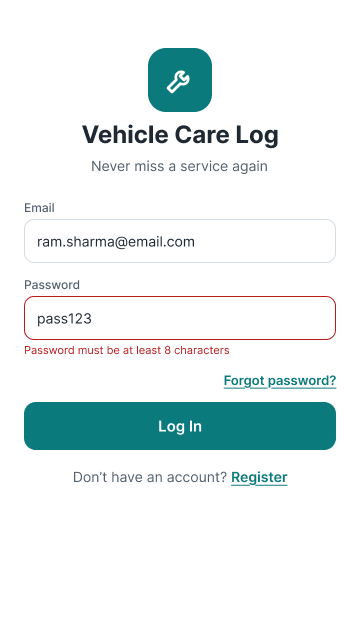 Vehicle Care Log
Never miss a service again
Email
ram.sharma@email.com
Password
pass123
Password must be at least 8 characters
Forgot password?
Log In
Don’t have an account? Register